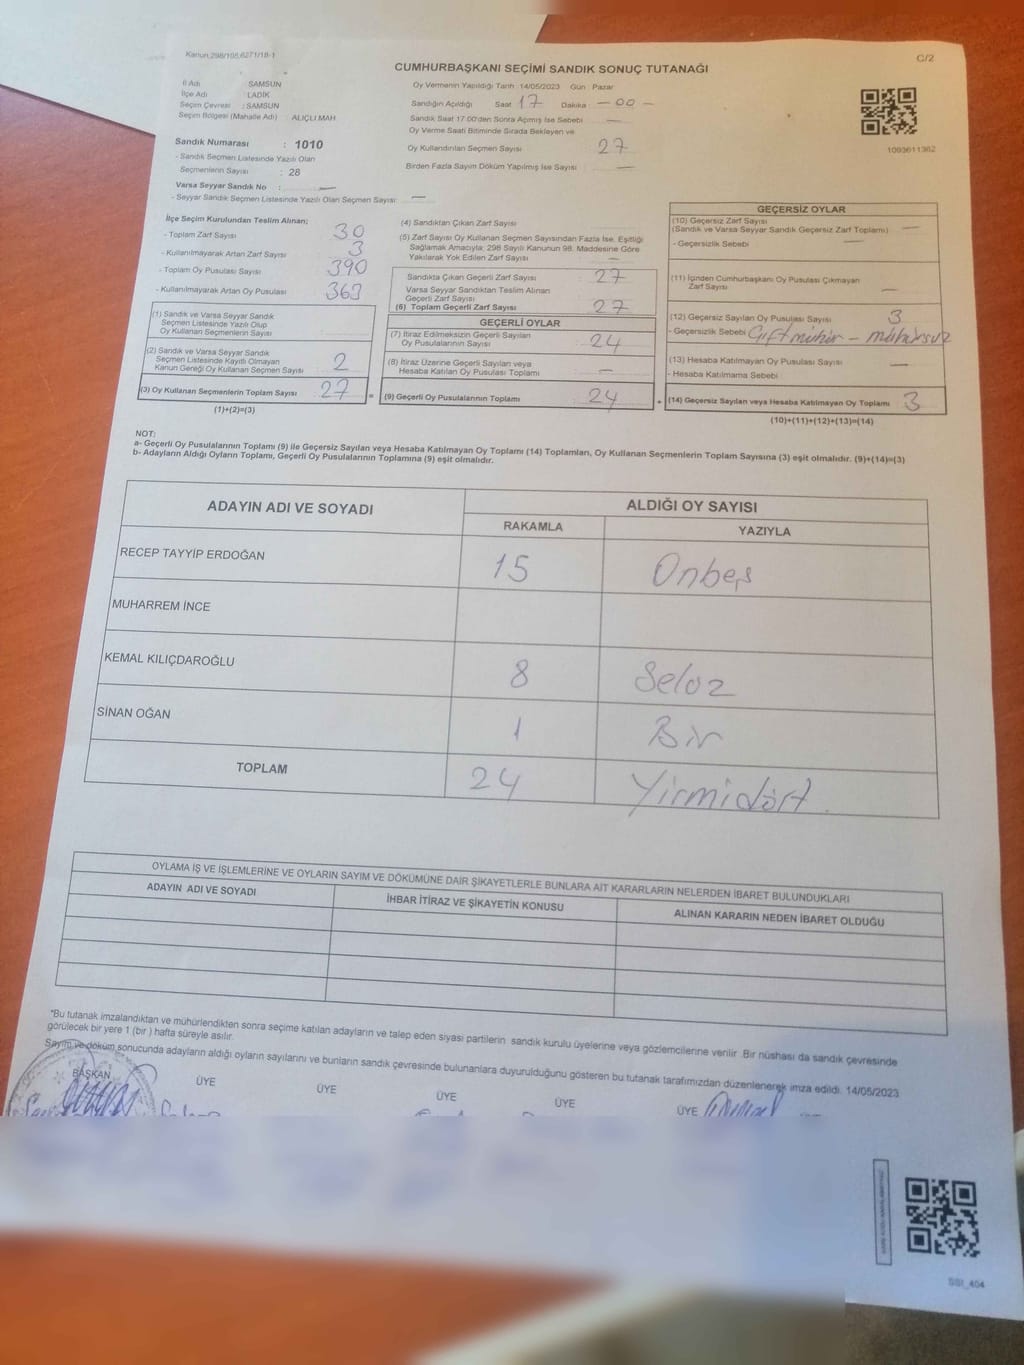 Kanun,298/105,6271/18-1
C/2
CUMHURBAŞKANI SEÇİMİ SANDIK SONUÇ TUTANAĞI
İl Adı : SAMSUN
İlçe Adı : LADİK
Seçim Çevresi : SAMSUN
Seçim Bölgesi (Mahalle Adı) : ALIÇLI MAH
Sandık Numarası : 1010
- Sandık Seçmen Listesinde Yazılı Olan
Seçmenlerin Sayısı : 28
Varsa Seyyar Sandık No : —
- Seyyar Sandık Seçmen Listesinde Yazılı Olan Seçmen Sayısı : —
Oy Vermenin Yapıldığı Tarih 14/05/2023 Gün : Pazar
Sandığın Açıldığı Saat 17 Dakika — 00 —
Sandık Saat 17:00'den Sonra Açımış İse Sebebi —
Oy Verme Saati Bitiminde Sırada Bekleyen ve
Oy Kullandırılan Seçmen Sayısı 27
Birden Fazla Sayım Döküm Yapılmış İse Sayısı —
1003611362
İlçe Seçim Kurulundan Teslim Alınan:
- Toplam Zarf Sayısı 30
- Kullanılmayarak Artan Zarf Sayısı 3
- Toplam Oy Pusulası Sayısı 390
- Kullanılmayarak Artan Oy Pusulası 363
(1) Sandık ve Varsa Seyyar Sandık
Seçmen Listesinde Yazılı Olup
Oy Kullanan Seçmenlerin Sayısı
(2) Sandık ve Varsa Seyyar Sandık
Seçmen Listesinde Kayıtlı Olmayan
Kanun Gereği Oy Kullanan Seçmen Sayısı 2
(3) Oy Kullanan Seçmenlerin Toplam Sayısı 27
(1)+(2)=(3)
(4) Sandıktan Çıkan Zarf Sayısı
(5) Zarf Sayısı Oy Kullanan Seçmen Sayısından Fazla İse, Eşitliği
Sağlamak Amacıyla; 298 Sayılı Kanunun 98. Maddesine Göre
Yakılarak Yok Edilen Zarf Sayısı —
Sandıkta Çıkan Geçerli Zarf Sayısı 27
Varsa Seyyar Sandıktan Teslim Alınan
Geçerli Zarf Sayısı
(6) Toplam Geçerli Zarf Sayısı 27
GEÇERLİ OYLAR
(7) İtiraz Edilmeksizin Geçerli Sayılan
Oy Pusulalarının Sayısı 24
(8) İtiraz Üzerine Geçerli Sayılan veya
Hesaba Katılan Oy Pusulası Toplamı —
= (9) Geçerli Oy Pusulalarının Toplamı 24
GEÇERSİZ OYLAR
(10) Geçersiz Zarf Sayısı
(Sandık ve Varsa Seyyar Sandık Geçersiz Zarf Toplamı) —
- Geçersizlik Sebebi —
(11) İçinden Cumhurbaşkanı Oy Pusulası Çıkmayan
Zarf Sayısı —
(12) Geçersiz Sayılan Oy Pusulası Sayısı 3
- Geçersizlik Sebebi Çift mühür - mühürsüz
(13) Hesaba Katılmayan Oy Pusulası Sayısı —
- Hesaba Katılmama Sebebi
+ (14) Geçersiz Sayılan veya Hesaba Katılmayan Oy Toplamı 3
(10)+(11)+(12)+(13)=(14)
NOT:
a- Geçerli Oy Pusulalarının Toplamı (9) ile Geçersiz Sayılan veya Hesaba Katılmayan Oy Toplamı (14) Toplamları, Oy Kullanan Seçmenlerin Toplam Sayısına (3) eşit olmalıdır. (9)+(14)=(3)
b- Adayların Aldığı Oyların Toplamı, Geçerli Oy Pusulalarının Toplamına (9) eşit olmalıdır.
ADAYIN ADI VE SOYADI
ALDIĞI OY SAYISI
RAKAMLA YAZIYLA
RECEP TAYYİP ERDOĞAN 15 Onbeş
MUHARREM İNCE
KEMAL KILIÇDAROĞLU 8 Sekiz
SİNAN OĞAN 1 Bir
TOPLAM 24 Yirmidört
OYLAMA İŞ VE İŞLEMLERİNE VE OYLARIN SAYIM VE DÖKÜMÜNE DAİR ŞİKAYETLERLE BUNLARA AİT KARARLARIN NELERDEN İBARET BULUNDUKLARI
ADAYIN ADI VE SOYADI İHBAR İTİRAZ VE ŞİKAYETİN KONUSU ALINAN KARARIN NEDEN İBARET OLDUĞU
*Bu tutanak imzalandıktan ve mühürlendikten sonra seçime katılan adayların ve talep eden siyasi partilerin sandık kurulu üyelerine veya gözlemcilerine verilir. Bir nüshası da sandık çevresinde
görülecek bir yere 1 (bir ) hafta süreyle asılır.
Sayım ve döküm sonucunda adayların aldığı oyların sayılarını ve bunların sandık çevresinde bulunanlara duyurulduğunu gösteren bu tutanak tarafımızdan düzenlenerek imza edildi. 14/05/2023
BAŞKAN ÜYE ÜYE ÜYE ÜYE ÜYE
SSI_404